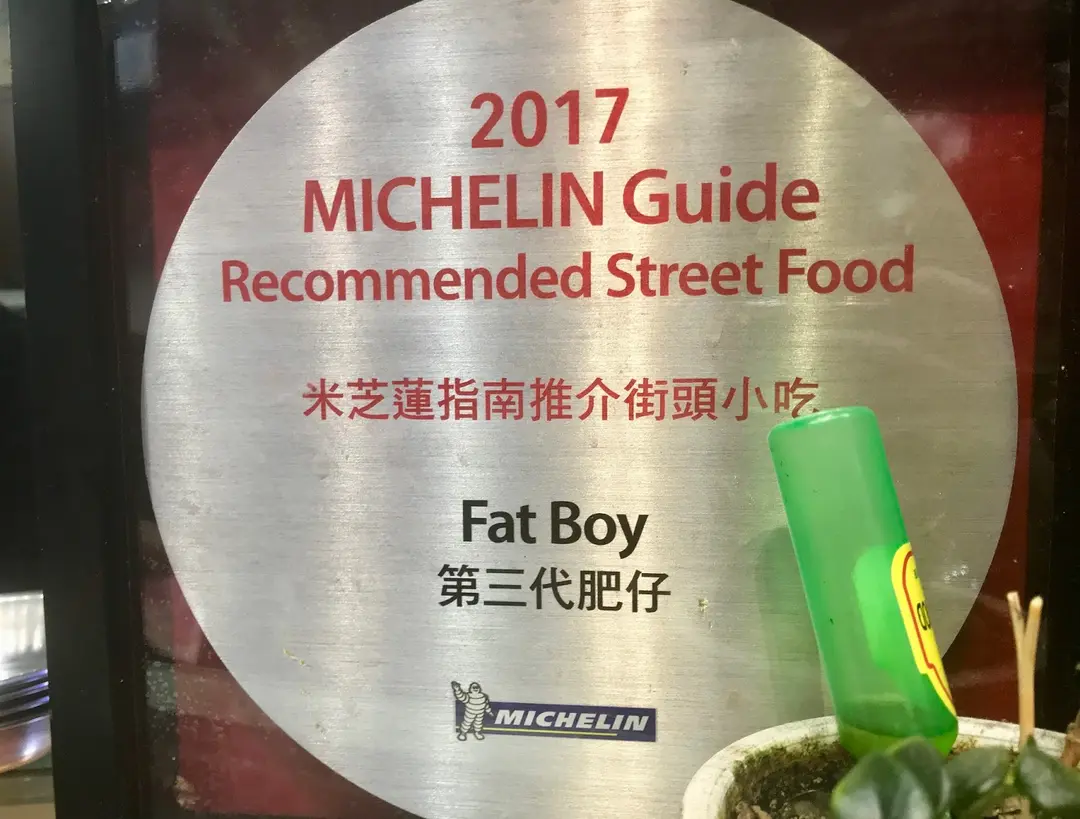 2017
MICHELIN Guide
Recommended Street Food
米芝蓮指南推介街頭小吃
Fat Boy
第三代肥仔
MICHELIN